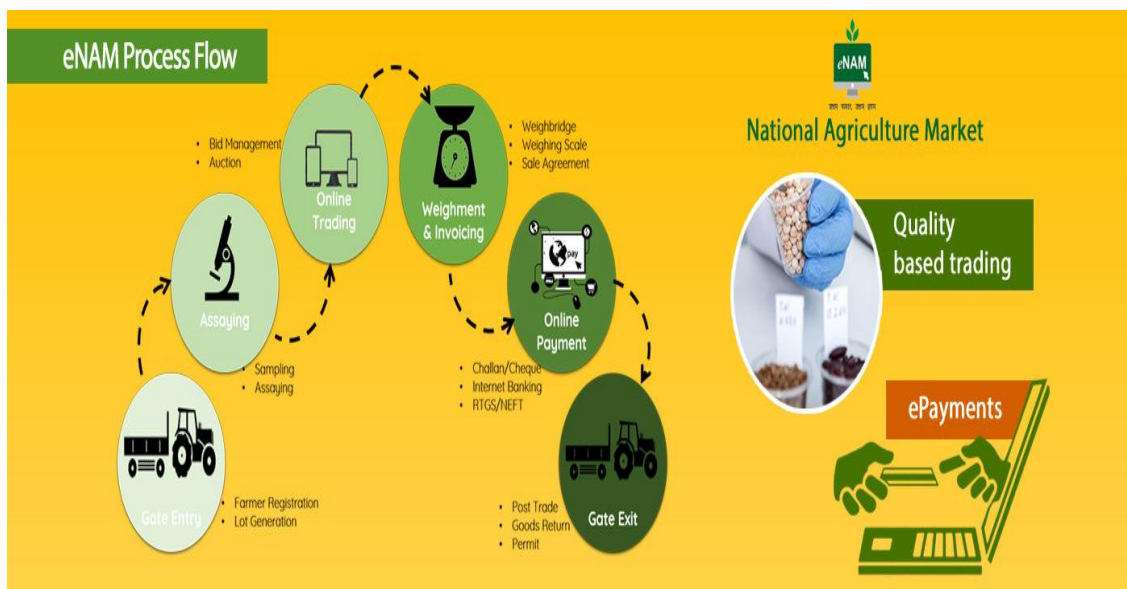 eNAM Process Flow
• Bid Management
• Auction
Online
Trading
Weighment
& Invoicing
• Weighbridge
• Weighing Scale
• Sale Agreement
Assaying
• Sampling
• Assaying
pay
Online
Payment
• Challan/Cheque
• Internet Banking
• RTGS/NEFT
Gate Entry
• Farmer Registration
• Lot Generation
• Post Trade
• Goods Return
• Permit
Gate Exit
eNAM
National Agriculture Market
Quality
based trading
ePayments